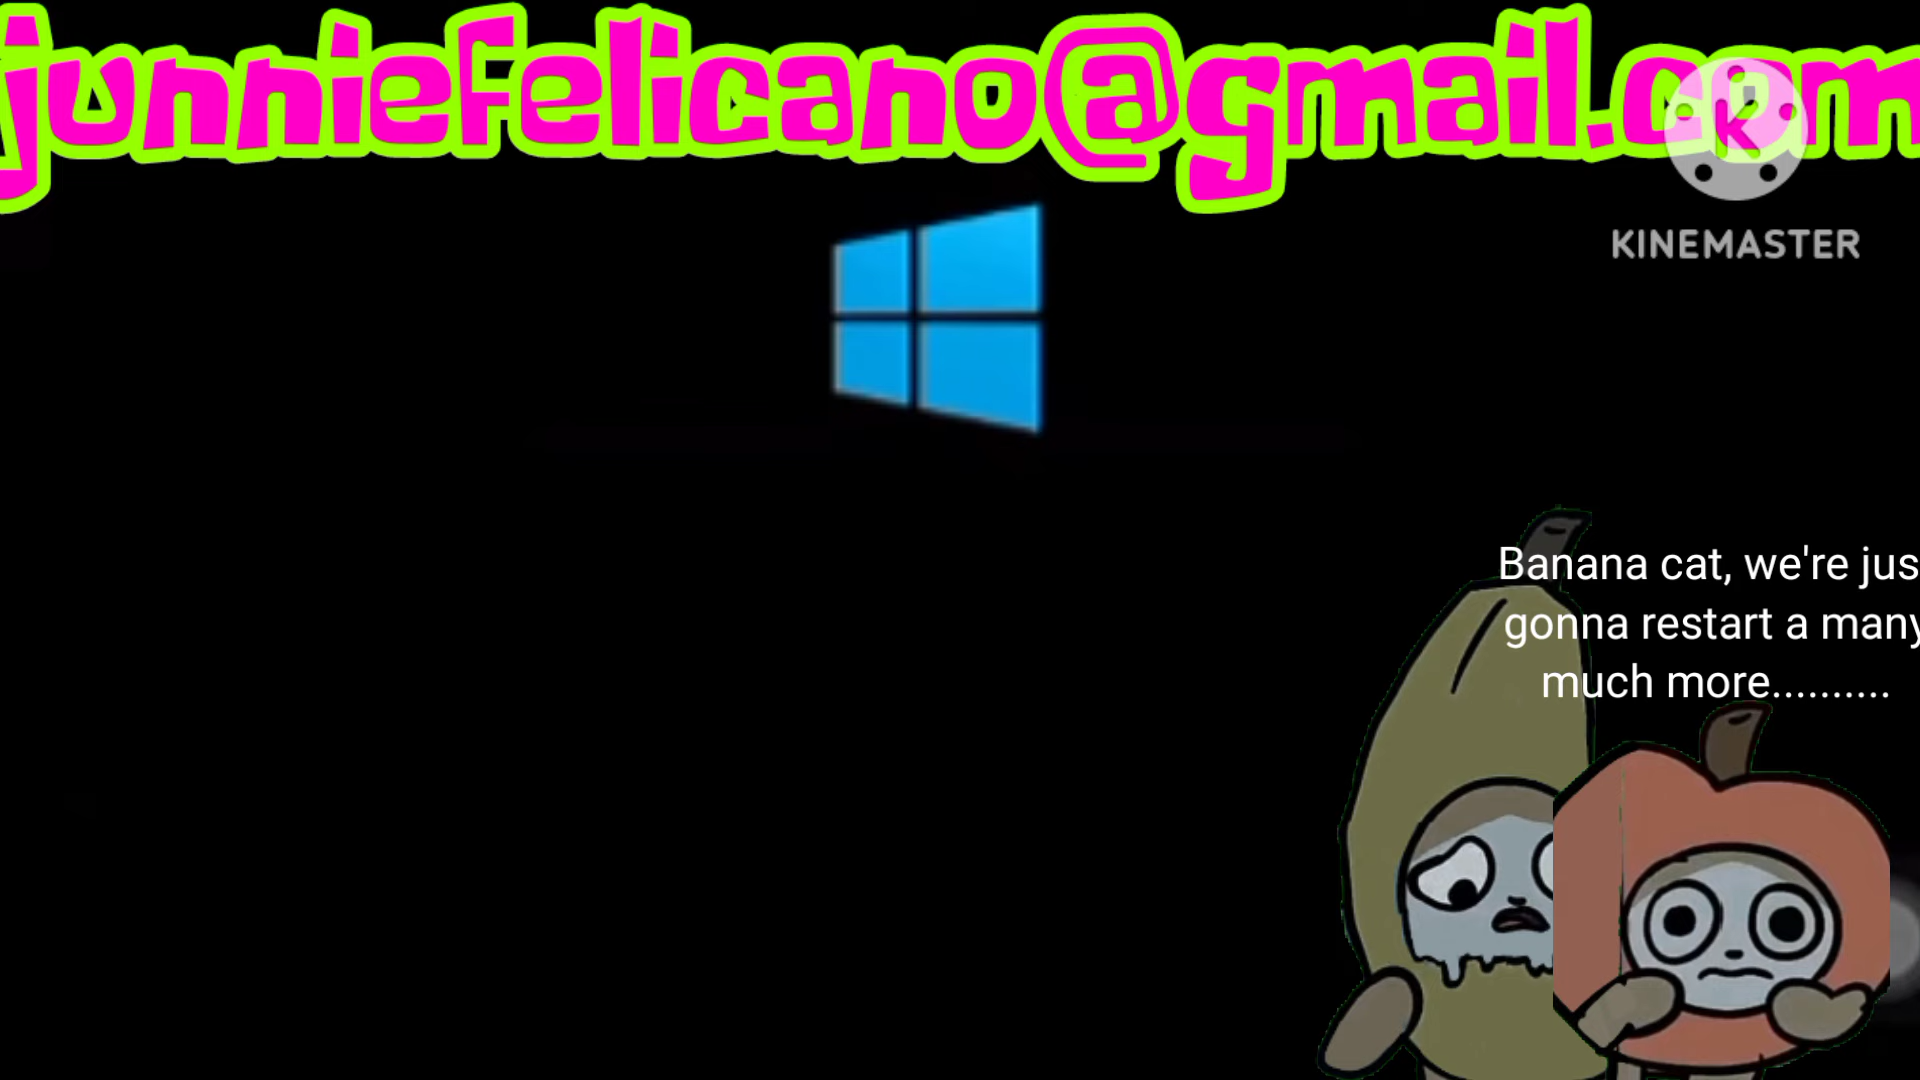 junniefelicano@gmail.com
KINEMASTER
Banana cat, we're jus
gonna restart a many
much more..........